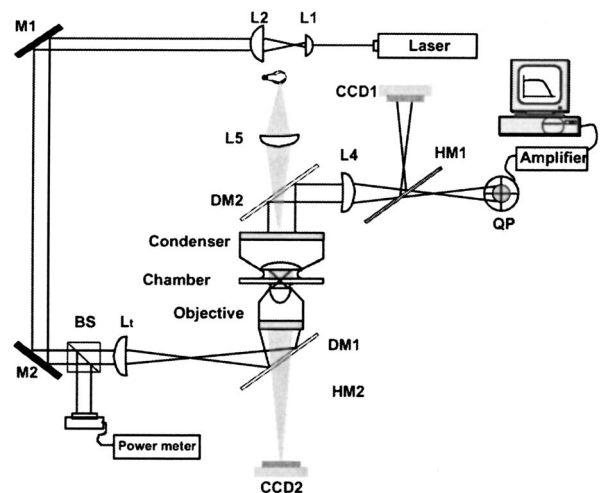 M1
L2
L1
Laser
CCD1
L5
L4
HM1
Amplifier
DM2
QP
Condenser
Chamber
Objective
BS
Lt
DM1
M2
HM2
Power meter
CCD2